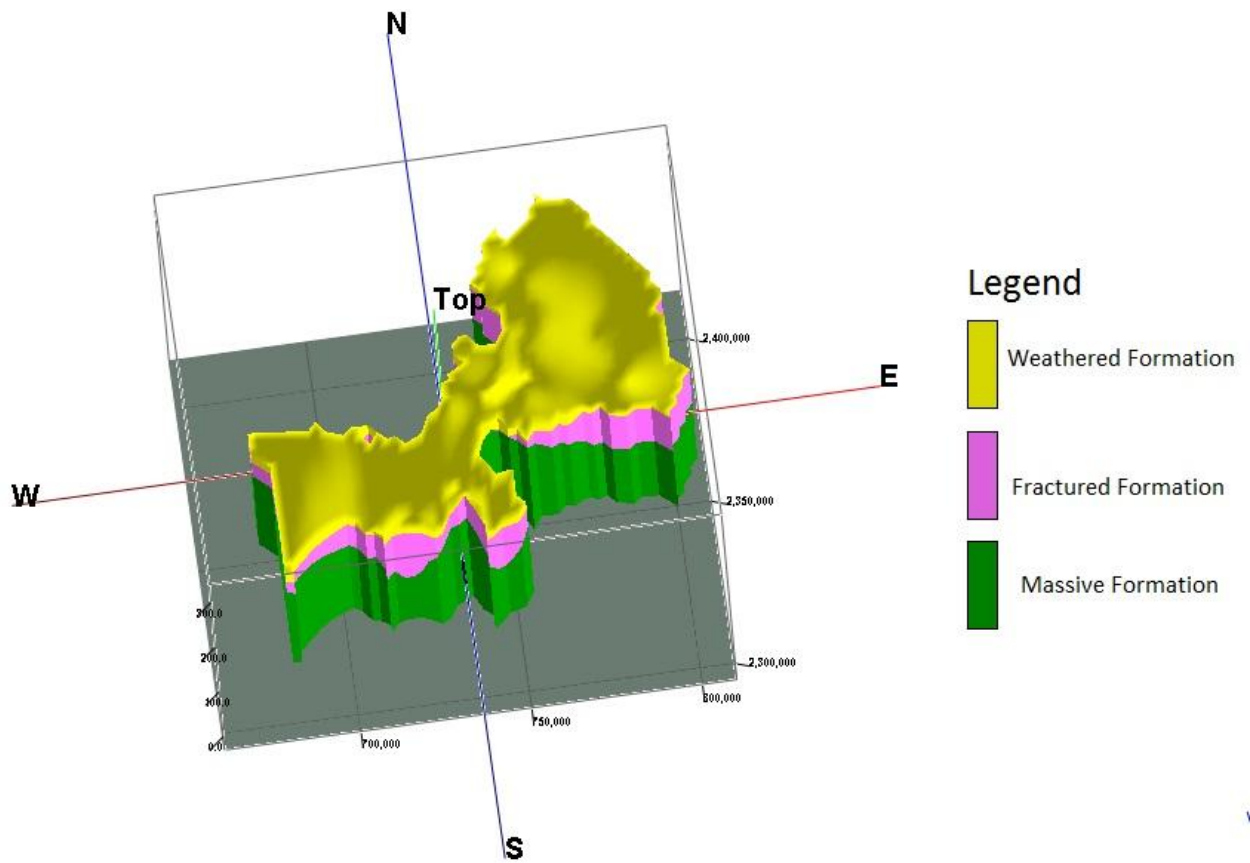 N
Top
2,400,000
E
W
2,350,000
300.0
200.0
100.0
0.0
2,300,000
800,000
750,000
700,000
S
Legend
Weathered Formation
Fractured Formation
Massive Formation